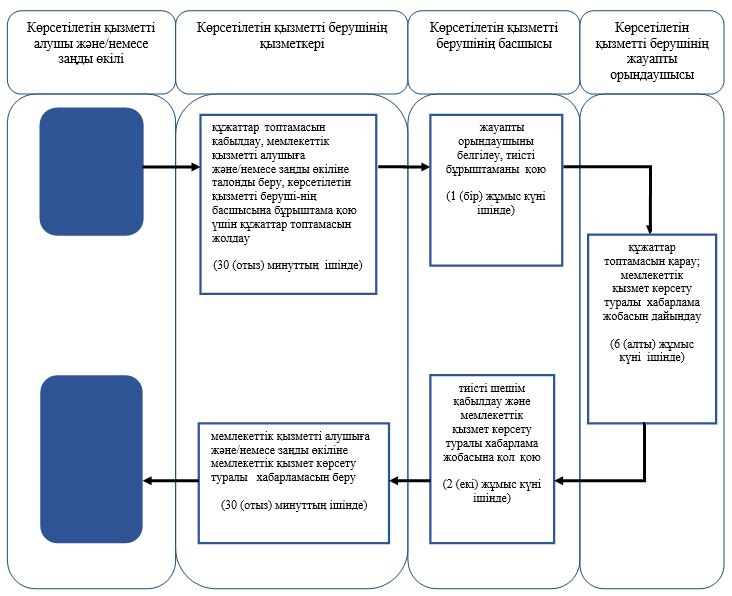 Көрсетілетін қызметті
алушы және/немесе
заңды өкілі
Көрсетілетін қызметті берушінің
қызметкері
Көрсетілетін қызметті
берушінің басшысы
Көрсетілетін
қызметті берушінің
жауапты
орындаушысы
құжаттар топтамасын
қабылдау, мемлекеттік
қызметті алушыға
және/немесе заңды өкіліне
талонды беру, көрсетілетін
қызметті беруші-нің
басшысына бұрыштама қою
үшін құжаттар топтамасын
жолдау
(30 (отыз) минуттың ішінде)
жауапты
орындаушыны
белгілеу, тиісті
бұрыштаманы қою
(1 (бір) жұмыс күні
ішінде)
құжаттар
топтамасын қарау;
мемлекеттік
қызмет көрсету
туралы хабарлама
жобасын дайындау
(6 (алты) жұмыс
күні ішінде)
тиісті шешім
қабылдау және
мемлекеттік
қызмет көрсету
туралы хабарлама
жобасына қол қою
(2 (екі) жұмыс күні
ішінде)
мемлекеттік қызметті алушыға
және/немесе заңды өкіліне
мемлекеттік қызмет көрсету
туралы хабарламасын беру
(30 (отыз) минуттың ішінде)